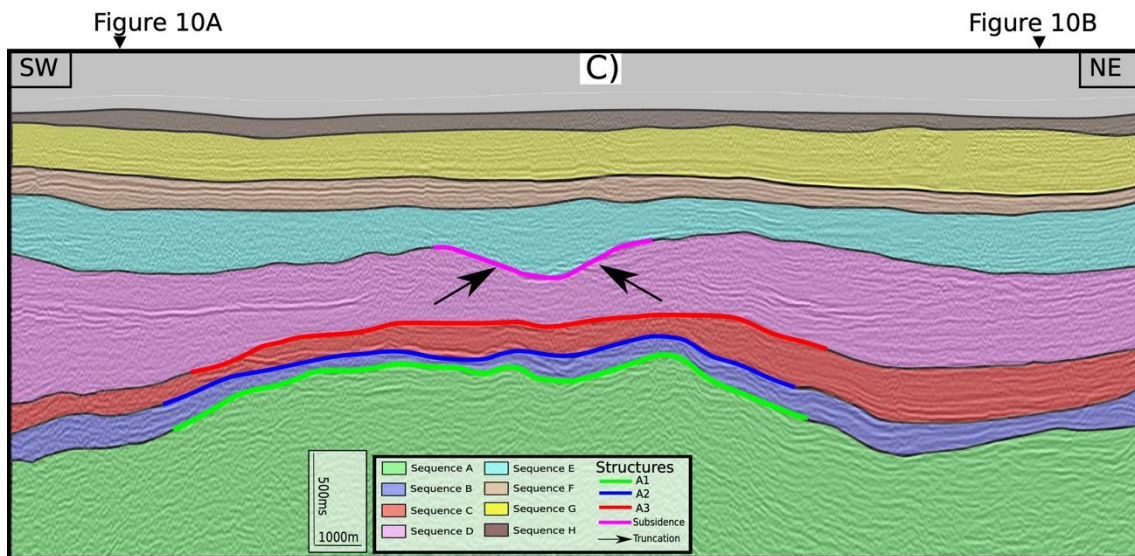 Figure 10A
Figure 10B
SW
C)
NE
500ms
1000m
Sequence A
Sequence B
Sequence C
Sequence D
Sequence E
Sequence F
Sequence G
Sequence H
Structures
A1
A2
A3
Subsidence
Truncation